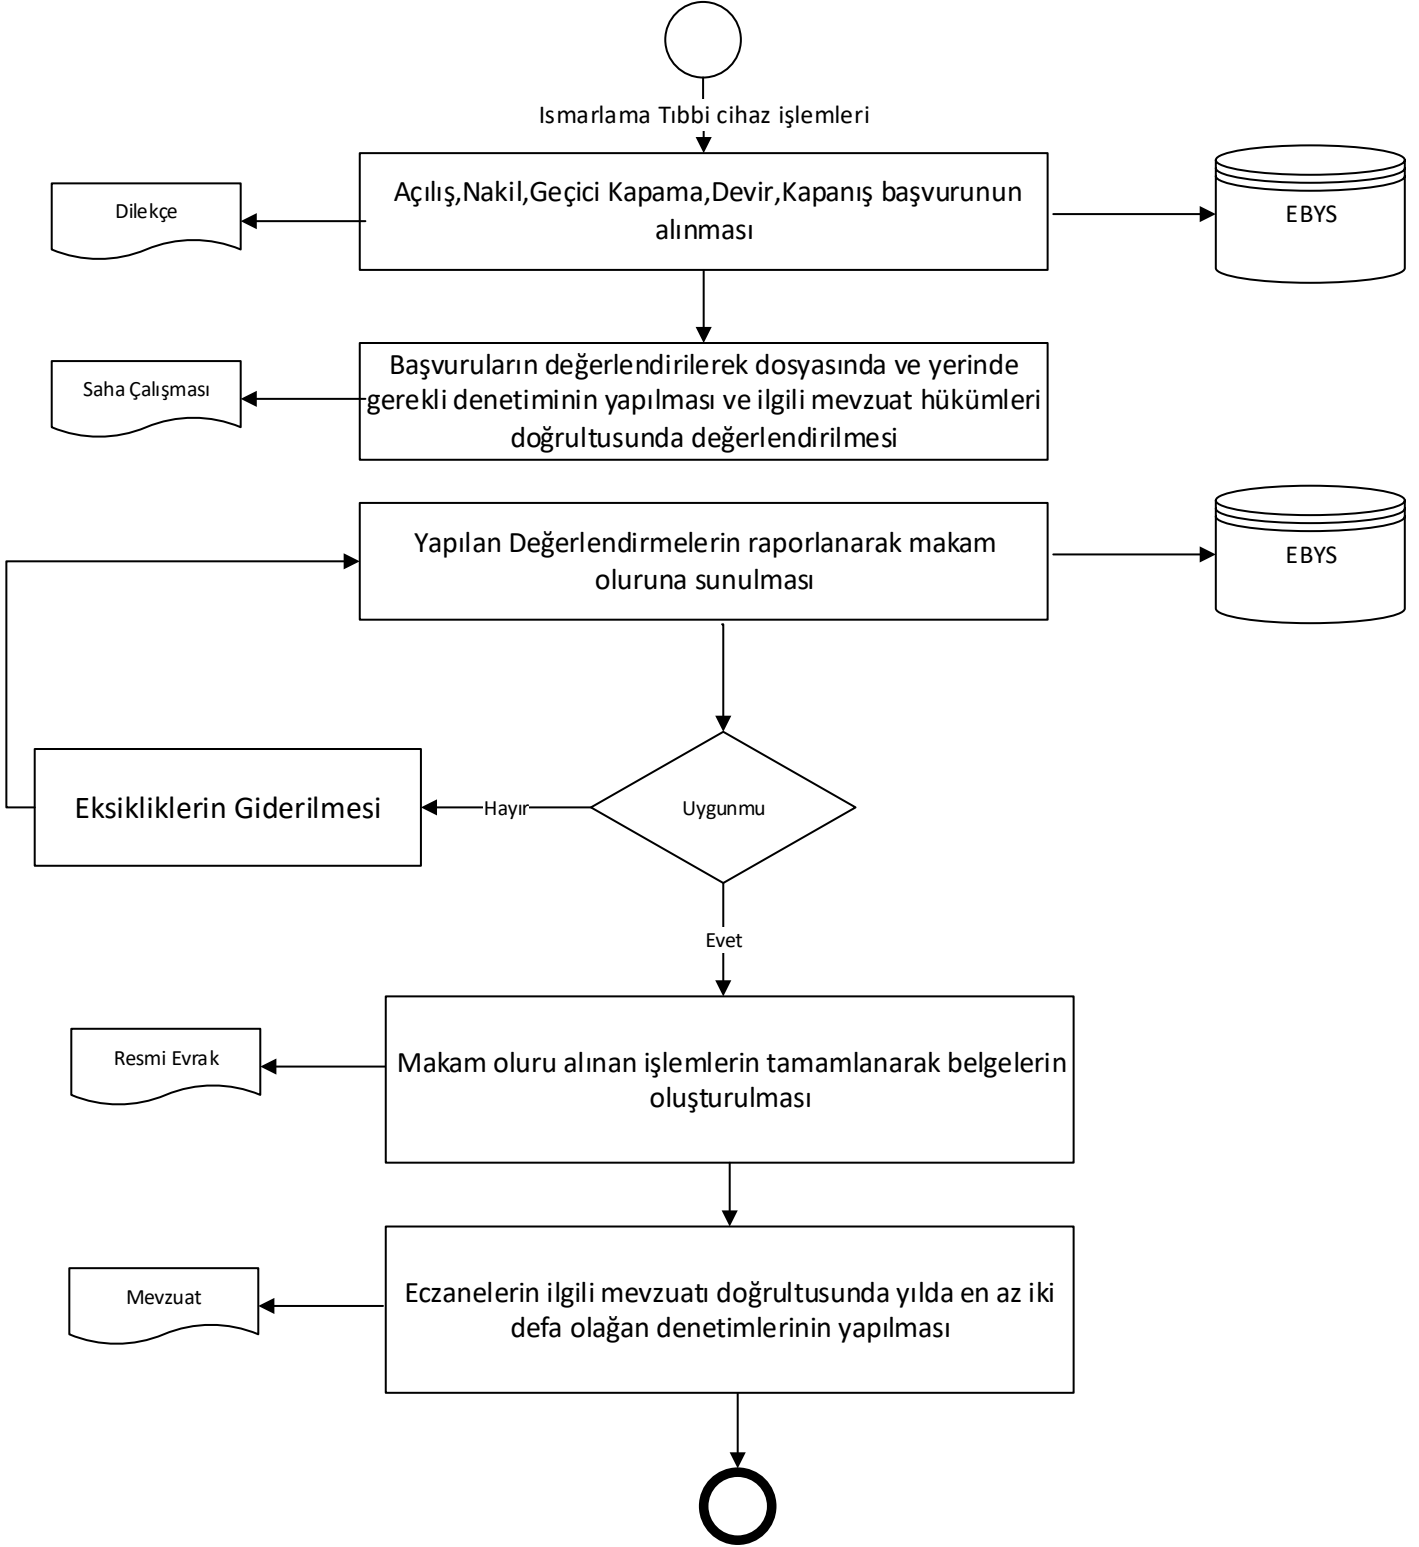 Ismarlama Tıbbi cihaz işlemleri
Açılış,Nakil,Geçici Kapama,Devir,Kapanış başvurunun
alınması
Dilekçe
EBYS
Başvuruların değerlendirilerek dosyasında ve yerinde
gerekli denetiminin yapılması ve ilgili mevzuat hükümleri
doğrultusunda değerlendirilmesi
Saha Çalışması
Yapılan Değerlendirmelerin raporlanarak makam
oluruna sunulması
EBYS
Eksikliklerin Giderilmesi
Hayır
Uygunmu
Evet
Makam oluru alınan işlemlerin tamamlanarak belgelerin
oluşturulması
Resmi Evrak
Eczanelerin ilgili mevzuatı doğrultusunda yılda en az iki
defa olağan denetimlerinin yapılması
Mevzuat